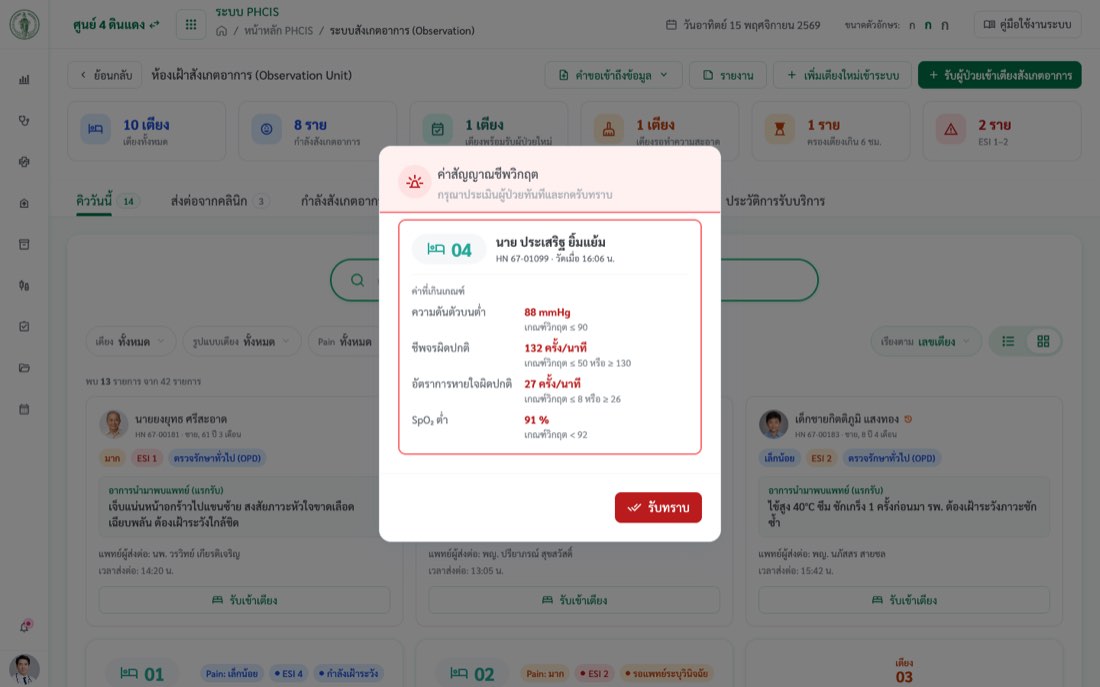 ศูนย์ 4 ดินแดง
ระบบ PHCIS
/ หน้าหลัก PHCIS / ระบบสังเกตอาการ (Observation)
วันอาทิตย์ 15 พฤศจิกายน 2569
ขนาดตัวอักษร: ก ก ก
คู่มือใช้งานระบบ
ย้อนกลับ
ห้องเฝ้าสังเกตอาการ (Observation Unit)
คำขอเข้าถึงข้อมูล
รายงาน
+ เพิ่มเตียงใหม่เข้าระบบ
+ รับผู้ป่วยเข้าเตียงสังเกตอาการ
10 เตียง
เตียงทั้งหมด
8 ราย
กำลังสังเกตอาการ
1 เตียง
เตียงพร้อมรับผู้ป่วยใหม่
1 เตียง
เตียงรอทำความสะอาด
1 ราย
ครองเตียงเกิน 6 ชม.
2 ราย
ESI 1-2
คิววันนี้ 14
ส่งต่อจากคลินิก 3
กำลังสังเกตอาก
ประวัติการรับบริการ
ค่าสัญญาณชีพวิกฤต
กรุณาประเมินผู้ป่วยทันทีและกดรับทราบ
04
นาย ประเสริฐ ยิ้มแย้ม
HN 67-01099 · วัดเมื่อ 16:06 น.
ค่าที่เกินเกณฑ์
ความดันตัวบนต่ำ
88 mmHg
เกณฑ์วิกฤต ≤ 90
ชีพจรผิดปกติ
132 ครั้ง/นาที
เกณฑ์วิกฤต ≤ 50 หรือ ≥ 130
อัตราการหายใจผิดปกติ
27 ครั้ง/นาที
เกณฑ์วิกฤต ≤ 8 หรือ ≥ 26
SpO₂ ต่ำ
91 %
เกณฑ์วิกฤต < 92
รับทราบ
เตียง ทั้งหมด
รูปแบบเตียง ทั้งหมด
Pain ทั้งหมด
เรียงตาม เลขเตียง
พบ 13 รายการ จาก 42 รายการ
นายยงยุทธ ศรีสะอาด
HN 67-00181 · ชาย, 61 ปี 3 เดือน
มาก
ESI 1
ตรวจรักษาทั่วไป (OPD)
อาการนำมาพบแพทย์ (แรกรับ)
เจ็บแน่นหน้าอกร้าวไปแขนซ้าย สงสัยภาวะหัวใจขาดเลือด
เฉียบพลัน ต้องเฝ้าระวังใกล้ชิด
แพทย์ผู้ส่งต่อ: นพ. วรวิทย์ เกียรติเจริญ
เวลาส่งต่อ: 14:20 น.
รับเข้าเตียง
แพทย์ผู้ส่งต่อ: พญ. ปรียาภรณ์ สุขสวัสดิ์
เวลาส่งต่อ: 13:05 น.
รับเข้าเตียง
เด็กชายกิตติภูมิ แสงทอง
HN 67-00183 · ชาย, 8 ปี 4 เดือน
เล็กน้อย
ESI 2
ตรวจรักษาทั่วไป (OPD)
อาการนำมาพบแพทย์ (แรกรับ)
ไข้สูง 40°C ซึม ชักเกร็ง 1 ครั้งก่อนมา รพ. ต้องเฝ้าระวังภาวะชัก
ซ้ำ
แพทย์ผู้ส่งต่อ: พญ. นภัสสร สายชล
เวลาส่งต่อ: 15:42 น.
รับเข้าเตียง
01
Pain: เล็กน้อย
ESI 4
กำลังเฝ้าระวัง
02
Pain: มาก
ESI 2
รอแพทย์ระบุวินิจฉัย
เตียง
03